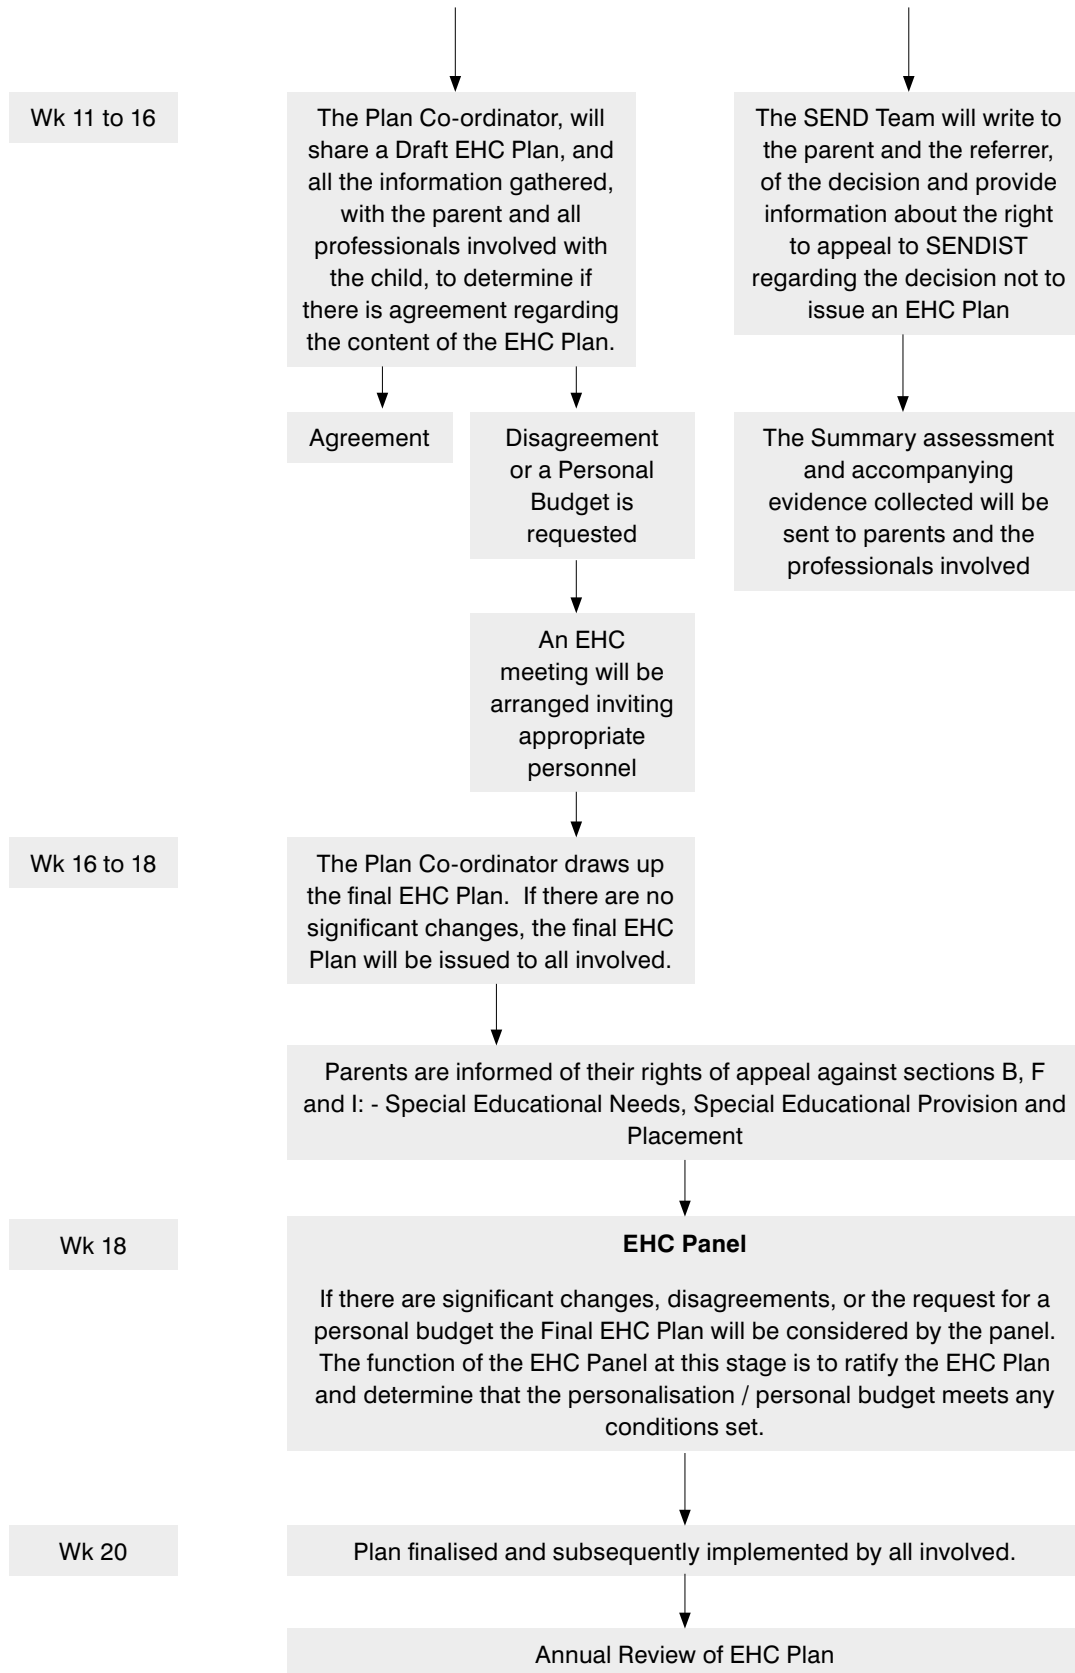 Wk 11 to 16
The Plan Co-ordinator, will
share a Draft EHC Plan, and
all the information gathered,
with the parent and all
professionals involved with
the child, to determine if
there is agreement regarding
the content of the EHC Plan.
The SEND Team will write to
the parent and the referrer,
of the decision and provide
information about the right
to appeal to SENDIST
regarding the decision not to
issue an EHC Plan
Agreement
Disagreement
or a Personal
Budget is
requested
The Summary assessment
and accompanying
evidence collected will be
sent to parents and the
professionals involved
An EHC
meeting will be
arranged inviting
appropriate
personnel
Wk 16 to 18
The Plan Co-ordinator draws up
the final EHC Plan.  If there are no
significant changes, the final EHC
Plan will be issued to all involved.
Parents are informed of their rights of appeal against sections B, F
and I: - Special Educational Needs, Special Educational Provision and
Placement
Wk 18
EHC Panel
If there are significant changes, disagreements, or the request for a
personal budget the Final EHC Plan will be considered by the panel.
The function of the EHC Panel at this stage is to ratify the EHC Plan
and determine that the personalisation / personal budget meets any
conditions set.
Wk 20
Plan finalised and subsequently implemented by all involved.
Annual Review of EHC Plan